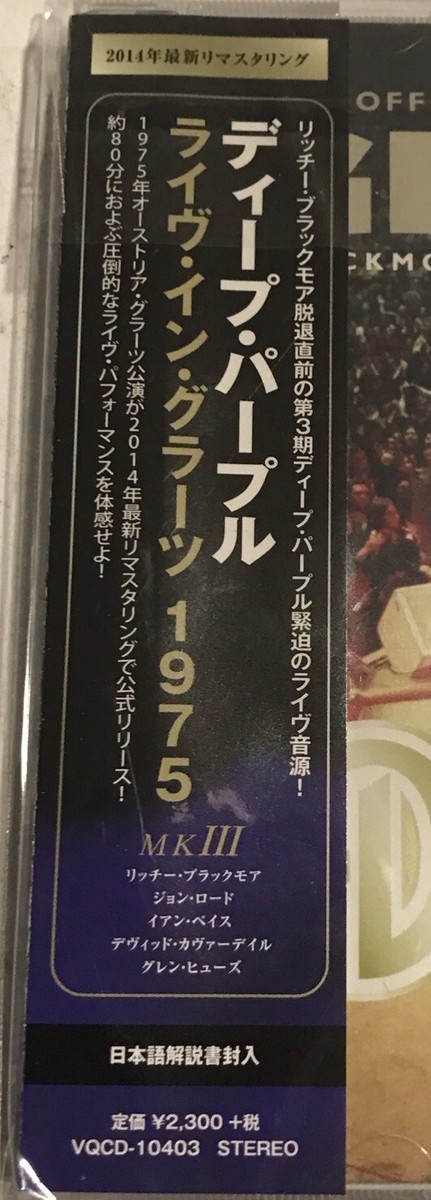 2014年最新リマスタリング
リッチー・ブラックモア脱退直前の第3期ディープ・パープル緊迫のライヴ音源！
ディープ・パープル
ライヴ・イン・グラーツ 1975
1975年オーストリア・グラーツ公演が2014年最新リマスタリングで公式リリース！
約80分におよぶ圧倒的なライヴ・パフォーマンスを体感せよ！
MKIII
リッチー・ブラックモア
ジョン・ロード
イアン・ペイス
デヴィッド・カヴァーデイル
グレン・ヒューズ
日本語解説書封入
定価 ¥2,300 +税
VQCD-10403 STEREO
OFF
CKMO